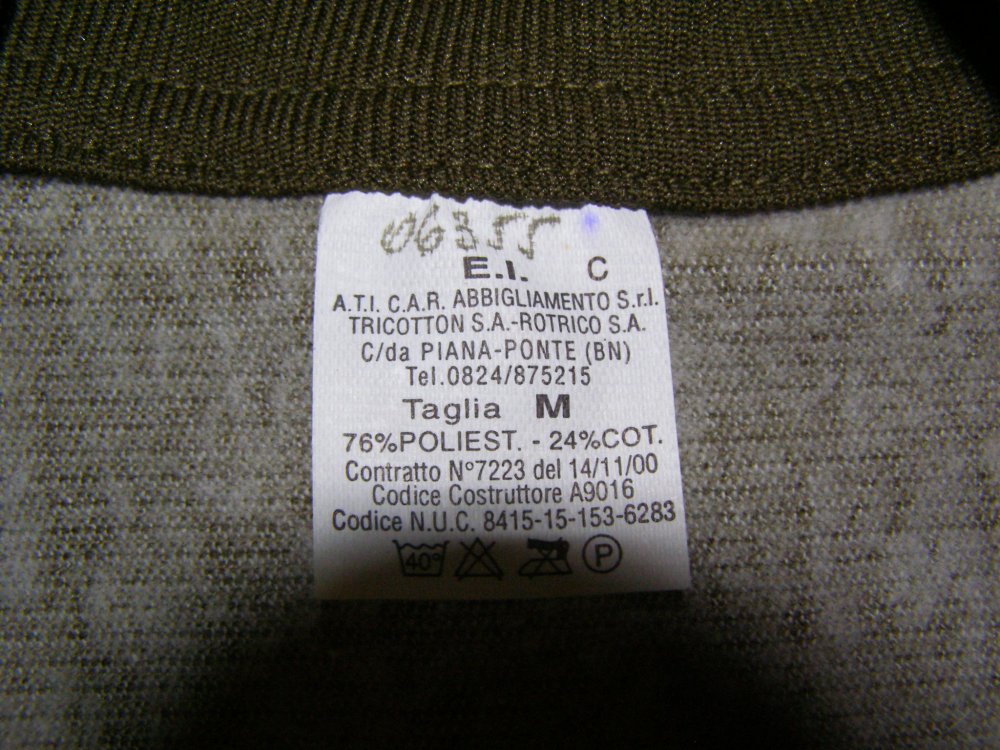 06355
E.I. C
A.T.I. C.A.R. ABBIGLIAMENTO S.r.l.
TRICOTTON S.A.-ROTRICO S.A.
C/da PIANA-PONTE (BN)
Tel.0824/875215
Taglia M
76%POLIEST. - 24%COT.
Contratto N°7223 del 14/11/00
Codice Costruttore A9016
Codice N.U.C. 8415-15-153-6283
40° P